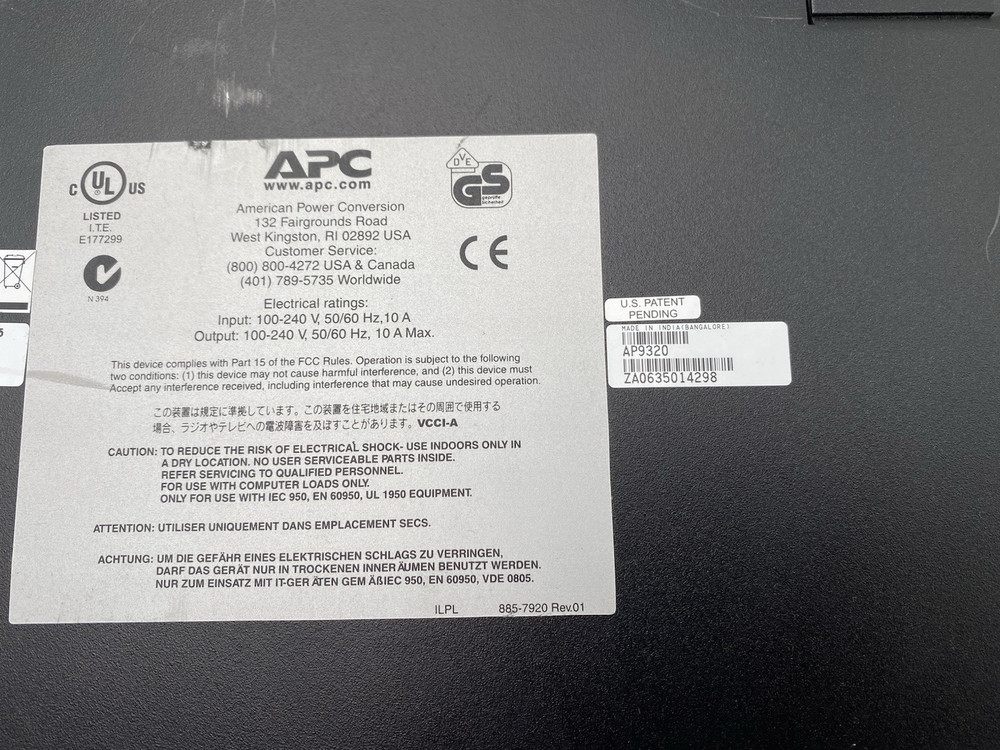 APC
www.apc.com
C UL US
LISTED
I.T.E.
E177299
N 394
DVE
GS
geprüfte
Sicherheit
CE
American Power Conversion
132 Fairgrounds Road
West Kingston, RI 02892 USA
Customer Service:
(800) 800-4272 USA & Canada
(401) 789-5735 Worldwide
Electrical ratings:
Input: 100-240 V, 50/60 Hz,10 A
Output: 100-240 V, 50/60 Hz, 10 A Max.
This device complies with Part 15 of the FCC Rules. Operation is subject to the following
two conditions: (1) this device may not cause harmful interference, and (2) this device must
Accept any interference received, including interference that may cause undesired operation.
この装置は規定に準拠しています。この装置を住宅地域またはその周囲で使用する
場合、ラジオやテレビへの電波障害を及ぼすことがあります。VCCI-A
CAUTION: TO REDUCE THE RISK OF ELECTRICAL SHOCK- USE INDOORS ONLY IN
A DRY LOCATION. NO USER SERVICEABLE PARTS INSIDE.
REFER SERVICING TO QUALIFIED PERSONNEL.
FOR USE WITH COMPUTER LOADS ONLY.
ONLY FOR USE WITH IEC 950, EN 60950, UL 1950 EQUIPMENT.
ATTENTION: UTILISER UNIQUEMENT DANS EMPLACEMENT SECS.
ACHTUNG: UM DIE GEFÄHR EINES ELEKTRISCHEN SCHLAGS ZU VERRINGEN,
DARF DAS GERÄT NUR IN TROCKENEN INNER ÄUMEN BENUTZT WERDEN.
NUR ZUM EINSATZ MIT IT-GER ÄTEN GEM ÄßIEC 950, EN 60950, VDE 0805.
ILPL 885-7920 Rev.01
U.S. PATENT
PENDING
MADE IN INDIA(BANGALORE)
AP9320
ZA0635014298